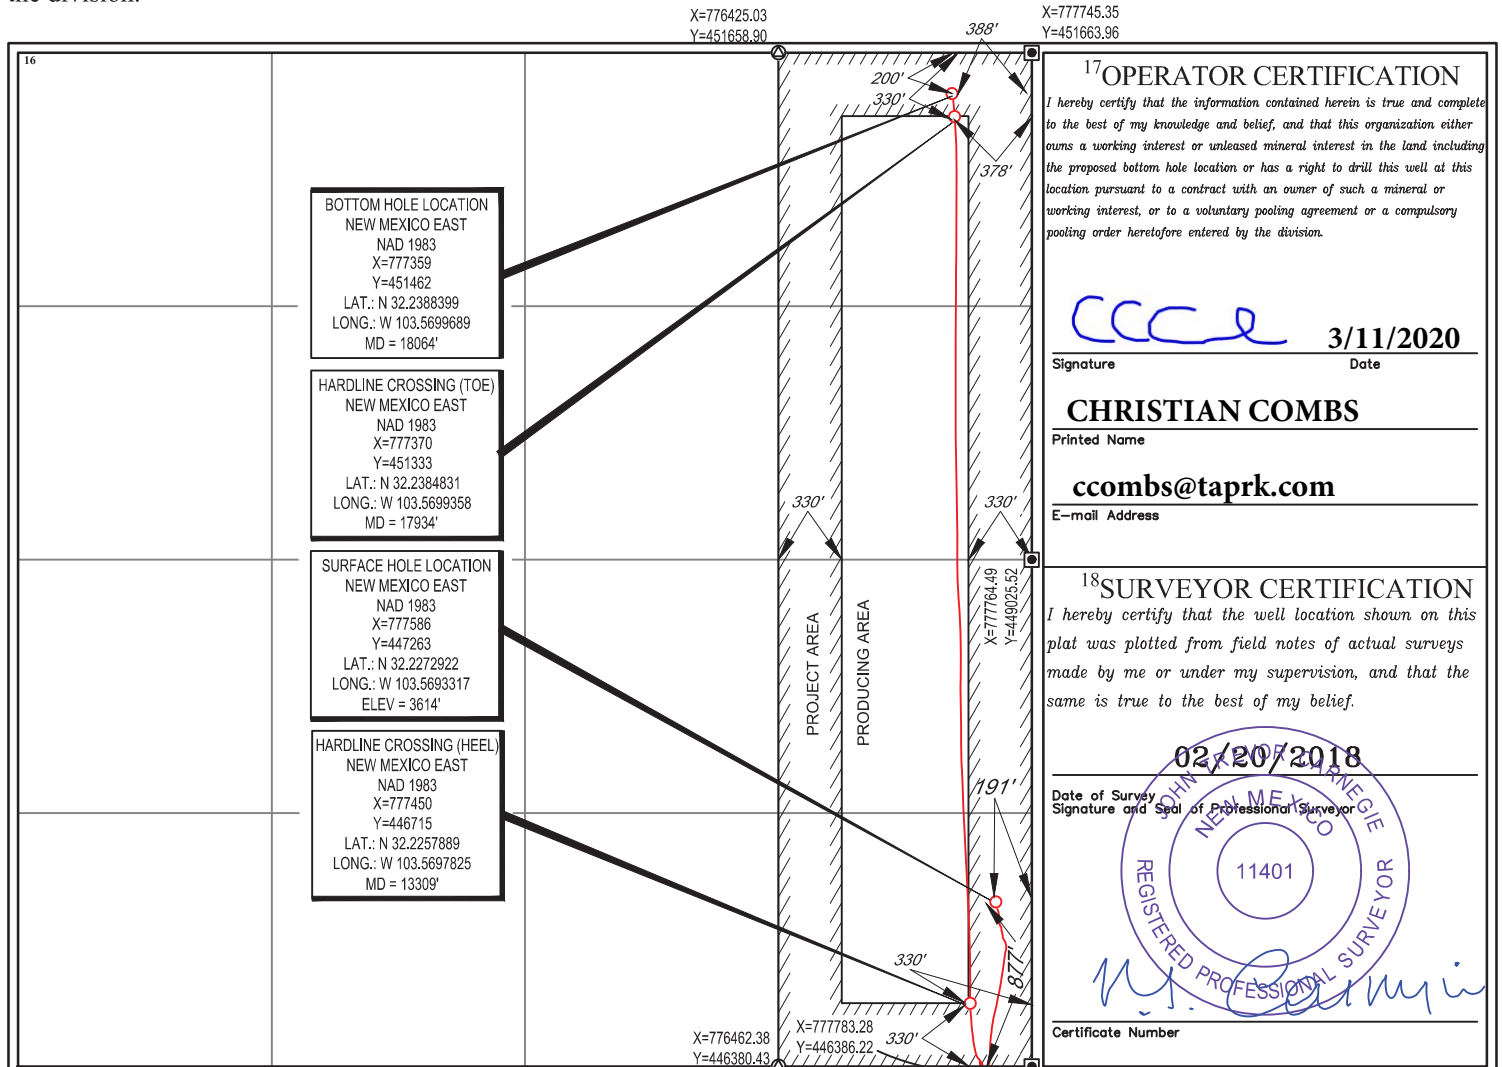 the division.
X=776425.03
Y=451658.90
X=777745.35
Y=451663.96
16
388'
200'
330'
378'
BOTTOM HOLE LOCATION
NEW MEXICO EAST
NAD 1983
X=777359
Y=451462
LAT.: N 32.2388399
LONG.: W 103.5699689
MD = 18064'
HARDLINE CROSSING (TOE)
NEW MEXICO EAST
NAD 1983
X=777370
Y=451333
LAT.: N 32.2384831
LONG.: W 103.5699358
MD = 17934'
SURFACE HOLE LOCATION
NEW MEXICO EAST
NAD 1983
X=777586
Y=447263
LAT.: N 32.2272922
LONG.: W 103.5693317
ELEV = 3614'
HARDLINE CROSSING (HEEL)
NEW MEXICO EAST
NAD 1983
X=777450
Y=446715
LAT.: N 32.2257889
LONG.: W 103.5697825
MD = 13309'
330'
330'
PROJECT AREA
PRODUCING AREA
X=777764.49
Y=449025.52
191'
877'
330'
330'
X=776462.38
Y=446380.43
X=777783.28
Y=446386.22
17OPERATOR CERTIFICATION
I hereby certify that the information contained herein is true and complete
to the best of my knowledge and belief, and that this organization either
owns a working interest or unleased mineral interest in the land including
the proposed bottom hole location or has a right to drill this well at this
location pursuant to a contract with an owner of such a mineral or
working interest, or to a voluntary pooling agreement or a compulsory
pooling order heretofore entered by the division.
3/11/2020
Signature Date
CHRISTIAN COMBS
Printed Name
ccombs@taprk.com
E-mail Address
18SURVEYOR CERTIFICATION
I hereby certify that the well location shown on this
plat was plotted from field notes of actual surveys
made by me or under my supervision, and that the
same is true to the best of my belief.
02/20/2018
Date of Survey
Signature and Seal of Professional Surveyor
JOHN TREVOR CARNEGIE
NEW MEXICO
11401
REGISTERED PROFESSIONAL SURVEYOR
Certificate Number